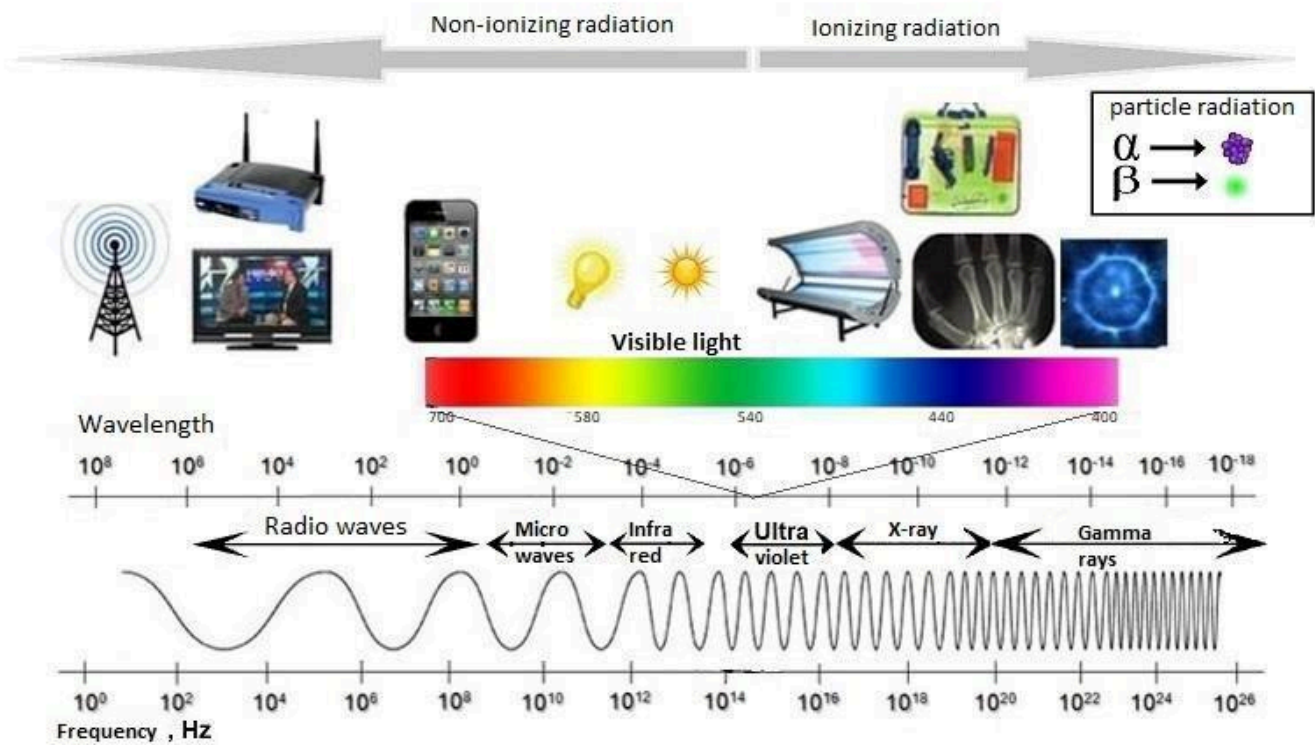 Non-ionizing radiation
Ionizing radiation
particle radiation
α
β
Visible light
700 580 540 440 400
Wavelength
10⁸ 10⁶ 10⁴ 10² 10⁰ 10⁻² 10⁻⁴ 10⁻⁶ 10⁻⁸ 10⁻¹⁰ 10⁻¹² 10⁻¹⁴ 10⁻¹⁶ 10⁻¹⁸
Radio waves
Micro
waves
Infra
red
Ultra
violet
X-ray
Gamma
rays
10⁰ 10² 10⁴ 10⁶ 10⁸ 10¹⁰ 10¹² 10¹⁴ 10¹⁶ 10¹⁸ 10²⁰ 10²² 10²⁴ 10²⁶
Frequency , Hz